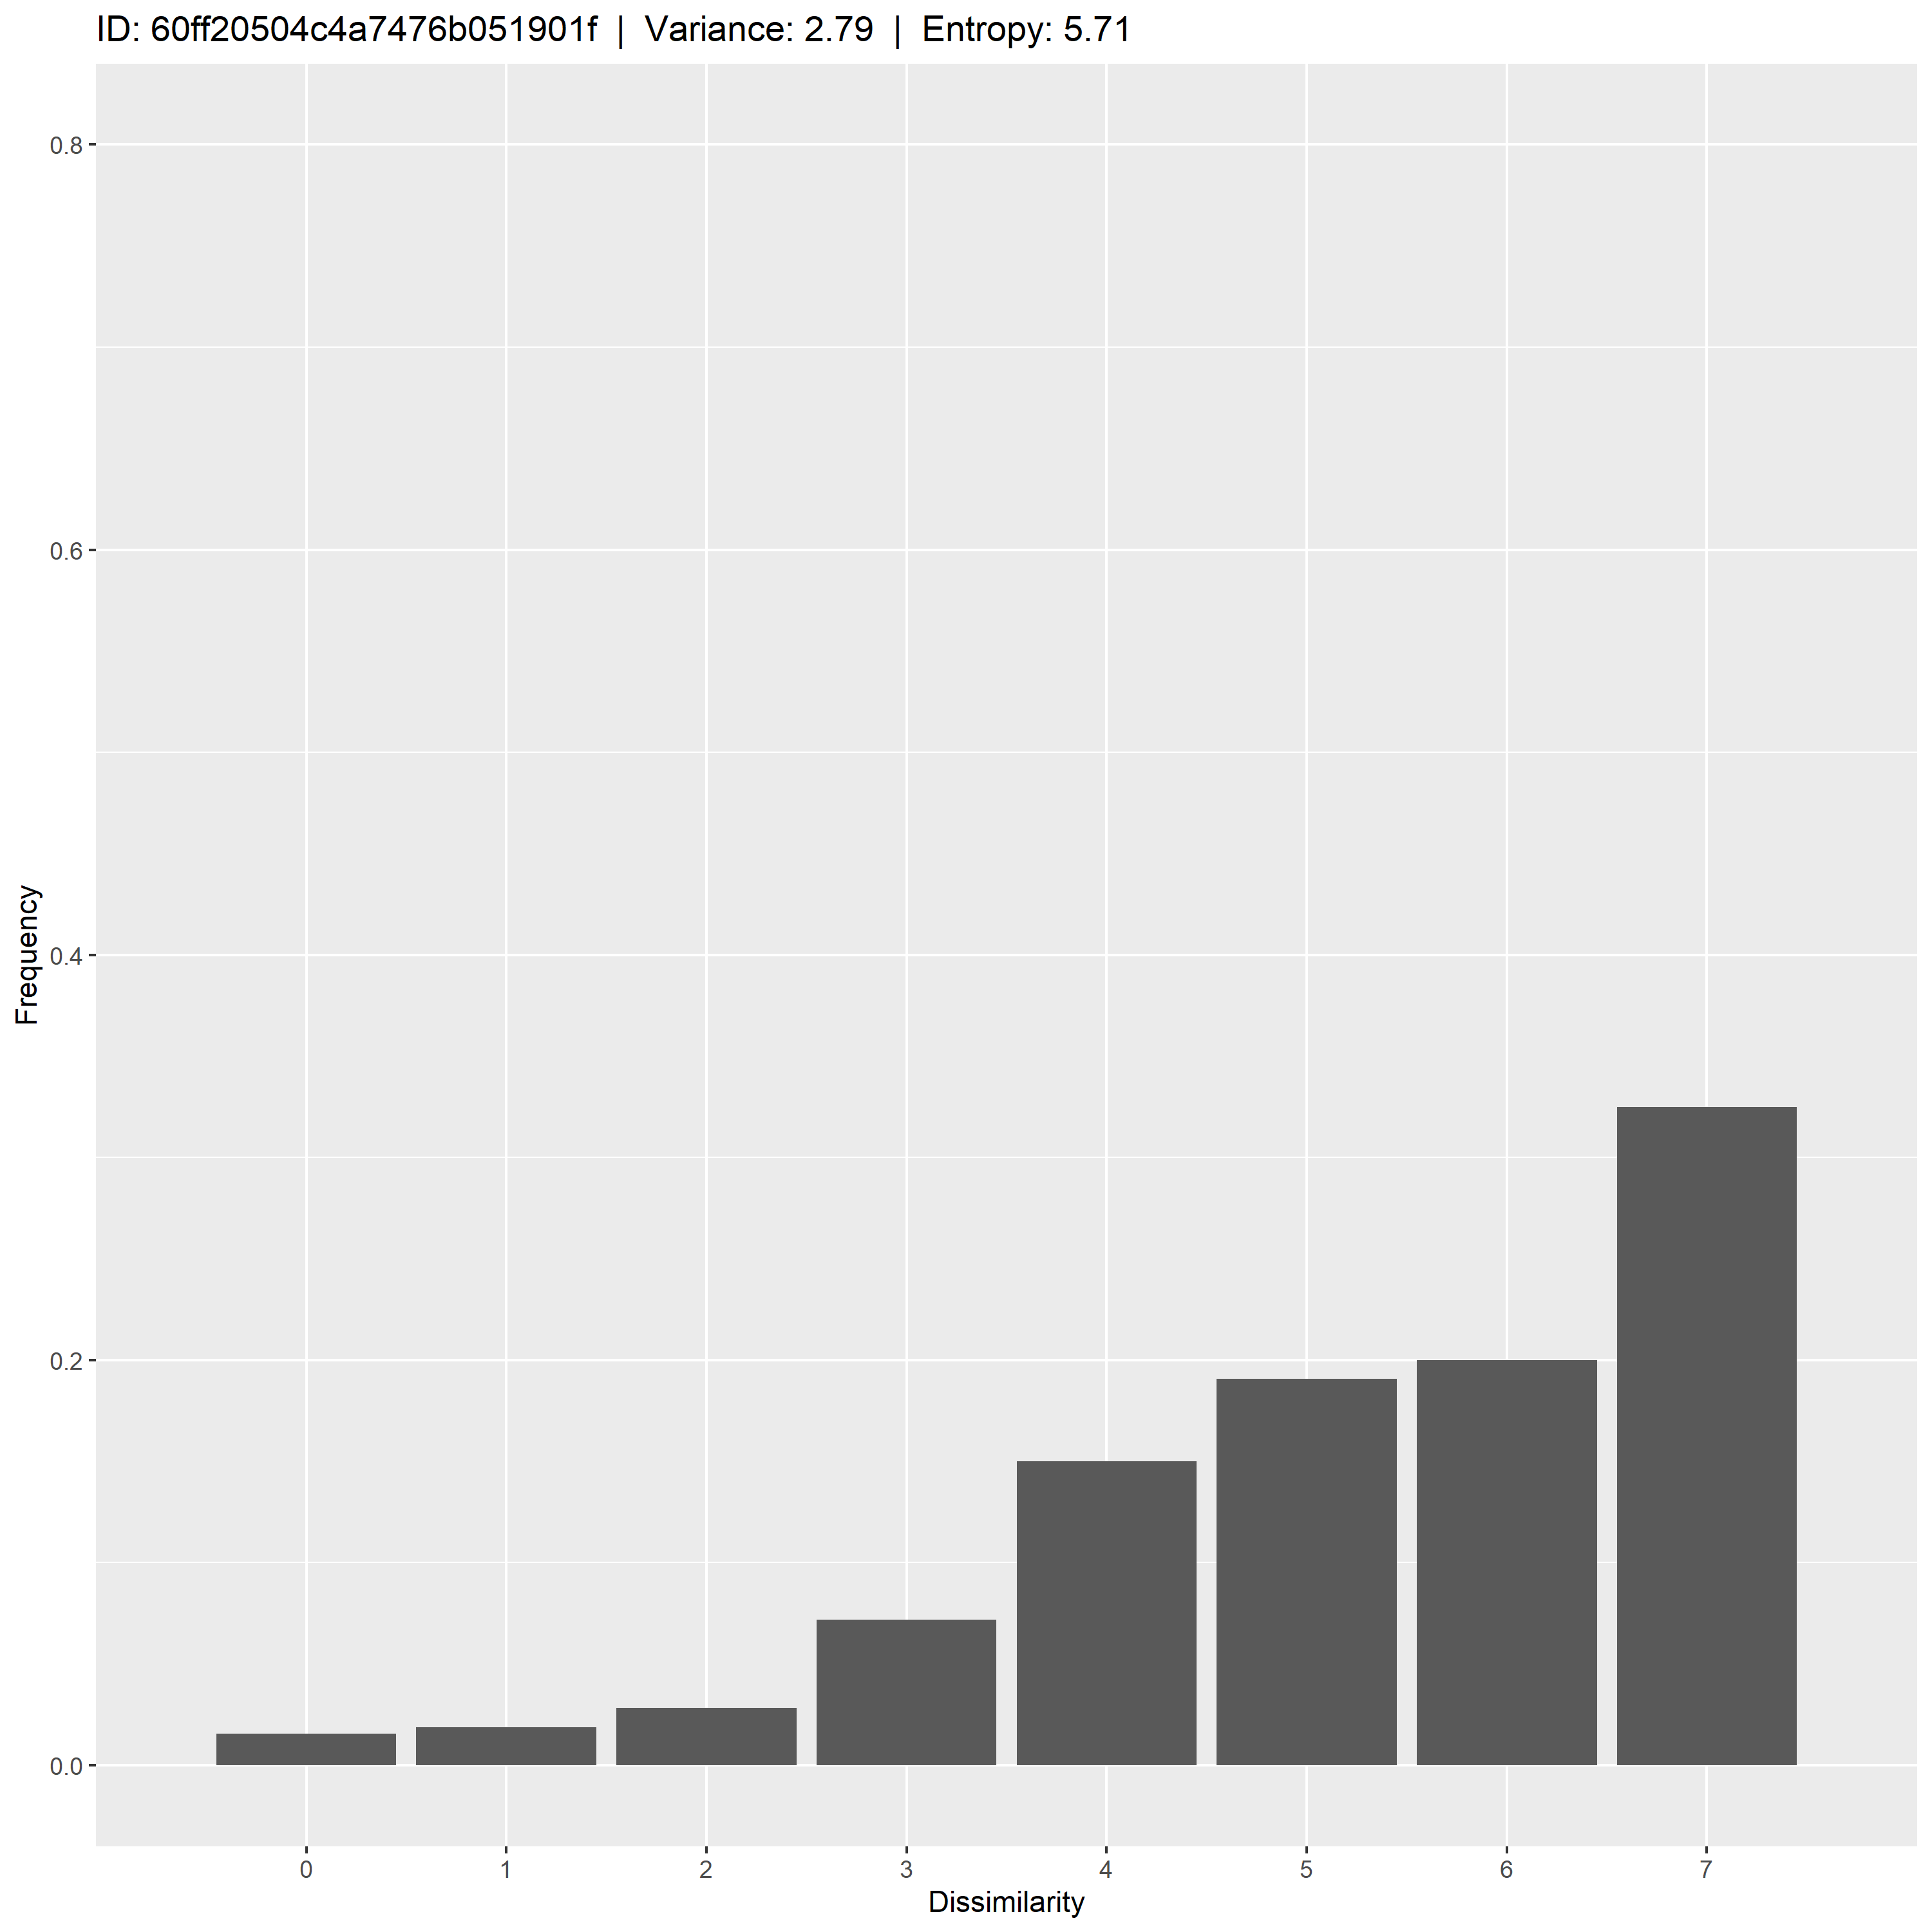 ID: 60ff20504c4a7476b051901f | Variance: 2.79 | Entropy: 5.71
0.8
0.6
0.4
0.2
0.0
Frequency
0 1 2 3 4 5 6 7
Dissimilarity